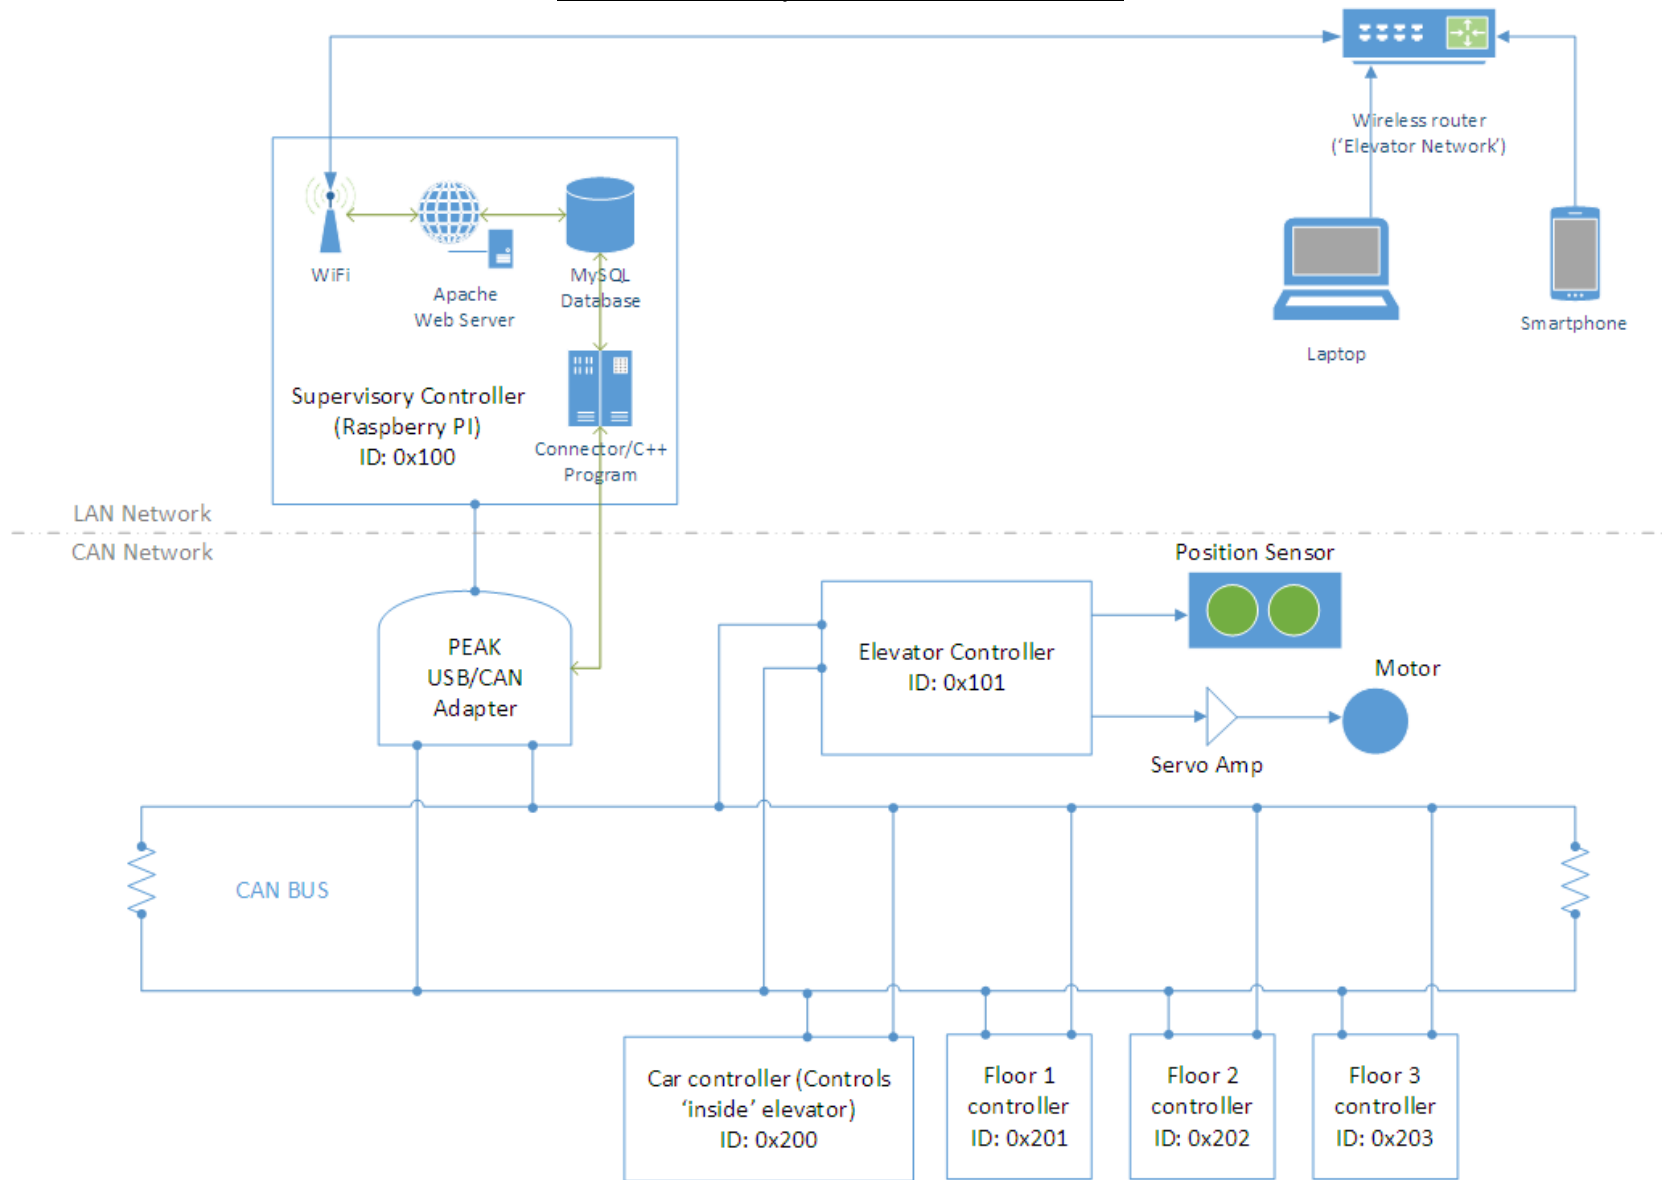 Wireless router
(‘Elevator Network’)
WiFi
Apache
Web Server
MySQL
Database
Smartphone
Laptop
Supervisory Controller
(Raspberry PI)
ID: 0x100
Connector/C++
Program
LAN Network
CAN Network
Position Sensor
PEAK
USB/CAN
Adapter
Elevator Controller
ID: 0x101
Motor
Servo Amp
CAN BUS
Car controller (Controls
‘inside’ elevator)
ID: 0x200
Floor 1
controller
ID: 0x201
Floor 2
controller
ID: 0x202
Floor 3
controller
ID: 0x203